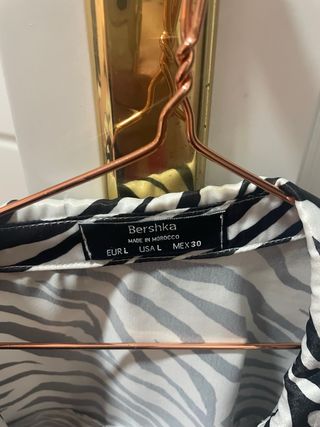 Bershka
MADE IN MOROCCO
EUR L USA L MEX 30